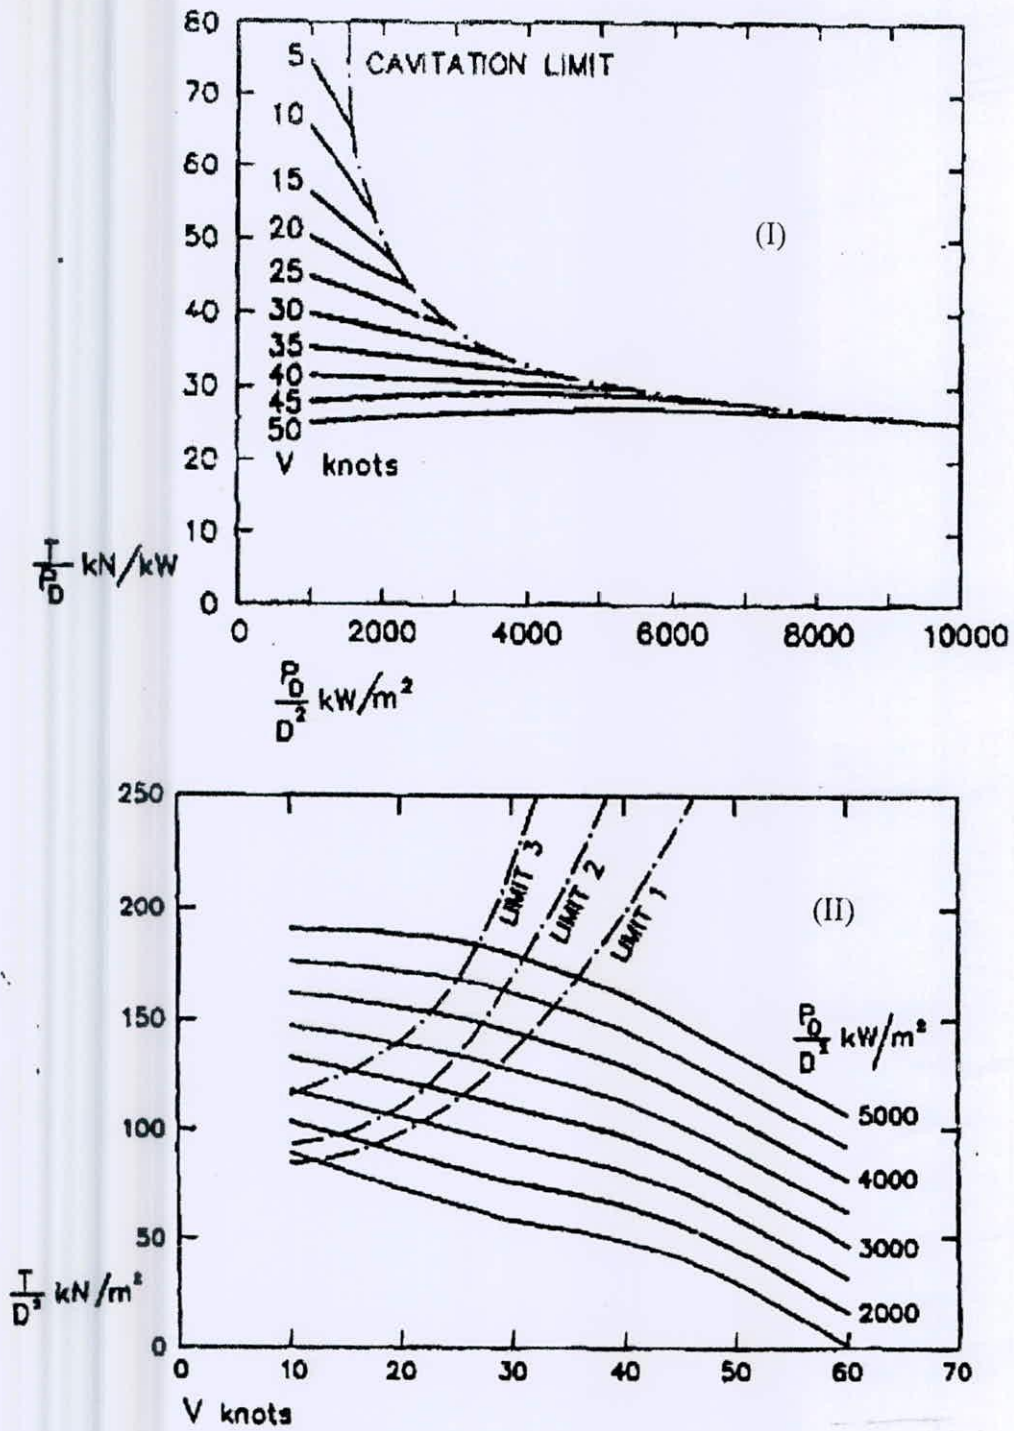 80
5
CAVITATION LIMIT
70
10
60
15
20
50
(I)
25
40
30
35
30
40
45
50
20
V knots
10
T/P_D kN/kW
0
0 2000 4000 6000 8000 10000
P_D/D² kW/m²
250
LIMIT 3
LIMIT 2
LIMIT 1
200
(II)
150
P_D/D² kW/m²
100
5000
4000
50
3000
T/D² kN/m²
2000
0
0 10 20 30 40 50 60 70
V knots